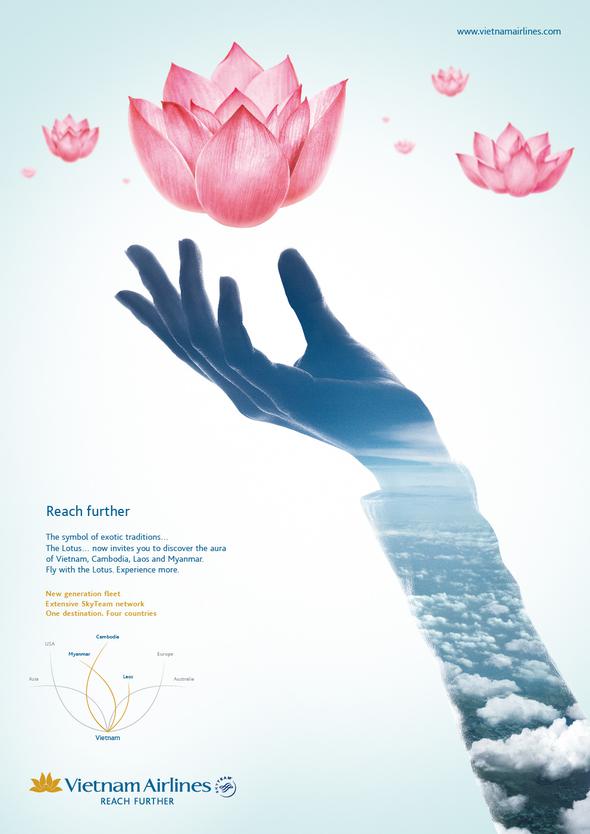 www.vietnamairlines.com
Reach further
The symbol of exotic traditions...
The Lotus... now invites you to discover the aura
of Vietnam, Cambodia, Laos and Myanmar.
Fly with the Lotus. Experience more.
New generation fleet
Extensive SkyTeam network
One destination. Four countries
Cambodia
USA
Myanmar
Europe
Laos
Asia
Australia
Vietnam
Vietnam Airlines
SKYTEAM
REACH FURTHER